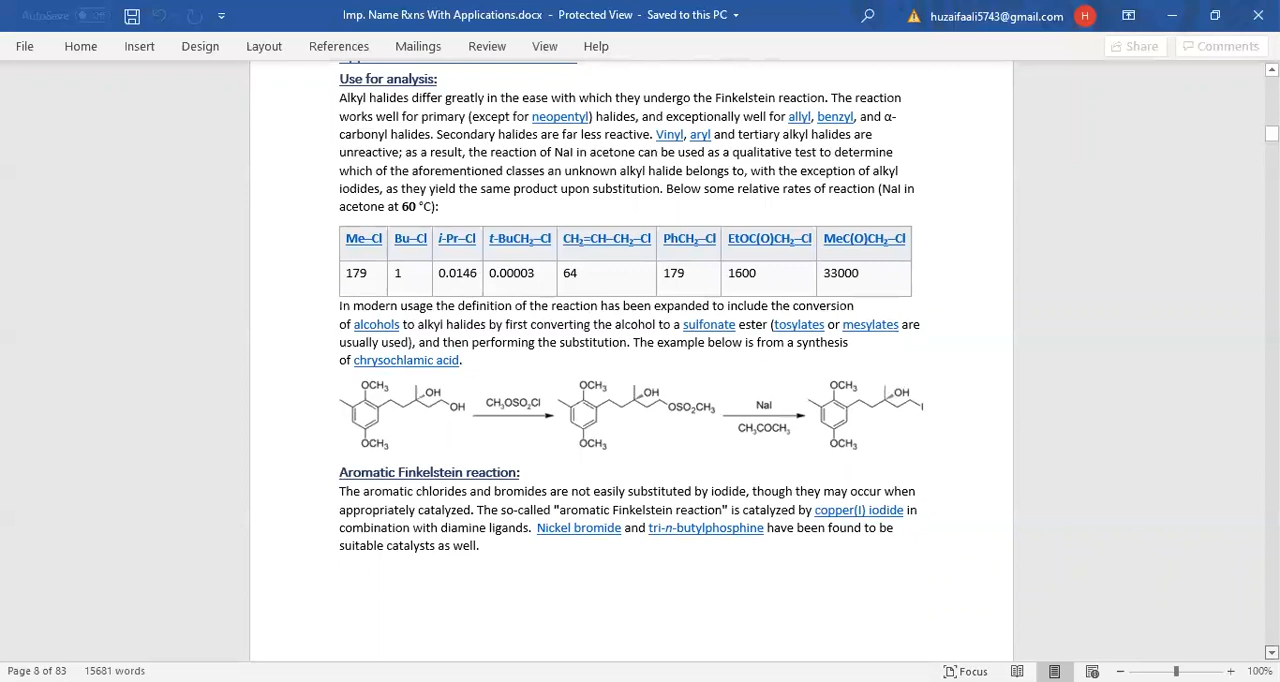 AutoSave Off
Imp. Name Rxns With Applications.docx - Protected View - Saved to this PC
huzaifaali5743@gmail.com
H
File Home Insert Design Layout References Mailings Review View Help
Share Comments
Use for analysis:
Alkyl halides differ greatly in the ease with which they undergo the Finkelstein reaction. The reaction
works well for primary (except for neopentyl) halides, and exceptionally well for allyl, benzyl, and α-
carbonyl halides. Secondary halides are far less reactive. Vinyl, aryl and tertiary alkyl halides are
unreactive; as a result, the reaction of NaI in acetone can be used as a qualitative test to determine
which of the aforementioned classes an unknown alkyl halide belongs to, with the exception of alkyl
iodides, as they yield the same product upon substitution. Below some relative rates of reaction (NaI in
acetone at 60 °C):
Me–Cl Bu–Cl i-Pr–Cl t-BuCH₂–Cl CH₂=CH–CH₂–Cl PhCH₂–Cl EtOC(O)CH₂–Cl MeC(O)CH₂–Cl
179 1 0.0146 0.00003 64 179 1600 33000
In modern usage the definition of the reaction has been expanded to include the conversion
of alcohols to alkyl halides by first converting the alcohol to a sulfonate ester (tosylates or mesylates are
usually used), and then performing the substitution. The example below is from a synthesis
of chrysochlamic acid.
OCH₃ OH OH OCH₃
CH₃OSO₂Cl
OCH₃ OH OSO₂CH₃ OCH₃
NaI
CH₃COCH₃
OCH₃ OH I OCH₃
Aromatic Finkelstein reaction:
The aromatic chlorides and bromides are not easily substituted by iodide, though they may occur when
appropriately catalyzed. The so-called "aromatic Finkelstein reaction" is catalyzed by copper(I) iodide in
combination with diamine ligands. Nickel bromide and tri-n-butylphosphine have been found to be
suitable catalysts as well.
Page 8 of 83 15681 words
Focus
100%